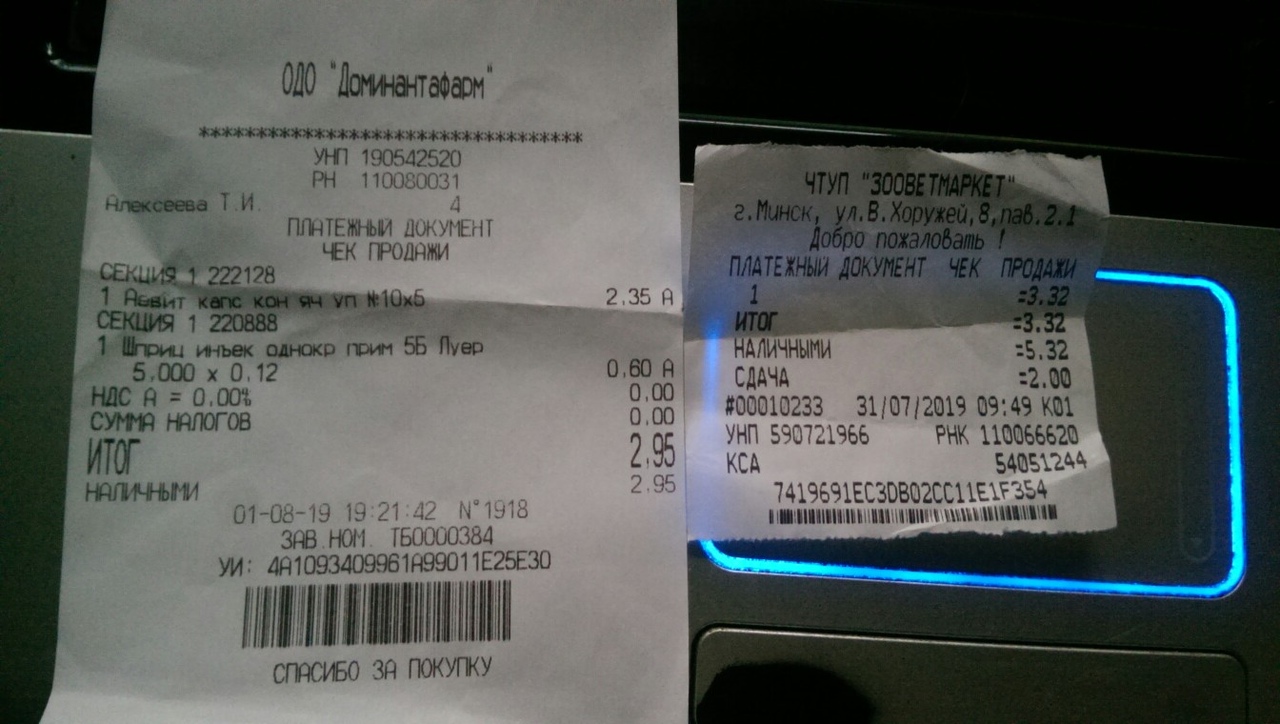 ОДО "Доминантафарм"
*********************************
УНП 190542520
РН 110080031
Алексеева Т.И. 4
ПЛАТЕЖНЫЙ ДОКУМЕНТ
ЧЕК ПРОДАЖИ
СЕКЦИЯ 1 222128
1 Аевит капс кон яч уп №10х5 2.35 А
СЕКЦИЯ 1 220888
1 Шприц инъек однокр прим 5Б Луер
5,000 x 0,12 0,60 А
НДС А = 0.00% 0.00
СУММА НАЛОГОВ 0.00
ИТОГ 2,95
НАЛИЧНЫМИ 2.95
01-08-19 19:21:42 N°1918
ЗАВ.НОМ. ТБ0000384
УИ: 4A1093409961A99011E25E30
СПАСИБО ЗА ПОКУПКУ
ЧТУП "ЗООВЕТМАРКЕТ"
г.Минск, ул.В.Хоружей,8,пав.2.1
Добро пожаловать !
ПЛАТЕЖНЫЙ ДОКУМЕНТ ЧЕК ПРОДАЖИ
1 =3.32
ИТОГ =3.32
НАЛИЧНЫМИ =5.32
СДАЧА =2.00
#00010233 31/07/2019 09:49 К01
УНП 590721966 РНК 110066620
КСА 54051244
7419691EC3DB02CC11E1F354